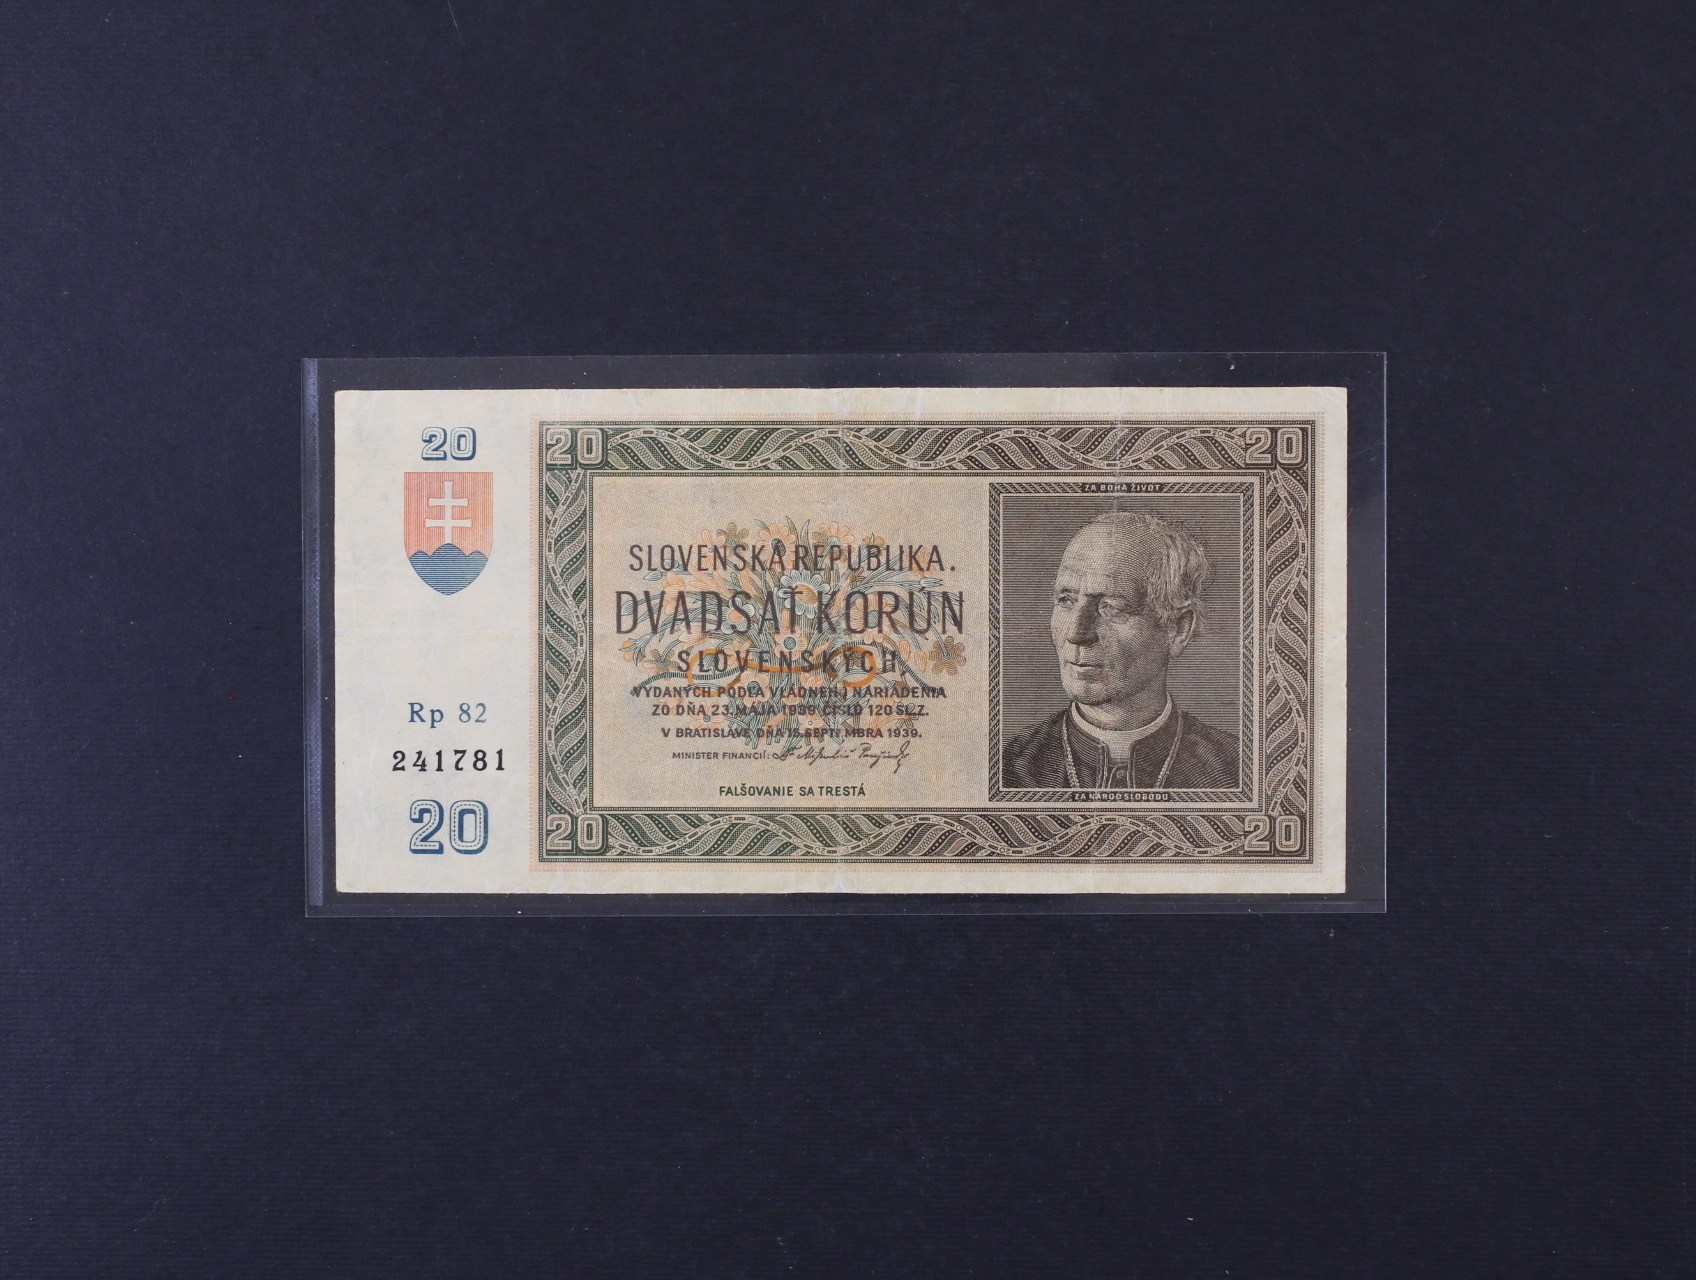 20
20
20
ZA BOHA ŽIVOT
SLOVENSKÁ REPUBLIKA.
DVADSAŤ KORÚN
SLOVENSKÝCH,
VYDANÝCH PODĽA VLÁDNEHO NARIADENIA
ZO DŇA 23. MÁJA 1939 ČÍSLO 120 SL. Z.
V BRATISLAVE DŇA 15. SEPTEMBRA 1939.
MINISTER FINANCIÍ:
FALŠOVANIE SA TRESTÁ
ZA NÁROD SLOBODU
Rp 82
241781
20
20
20